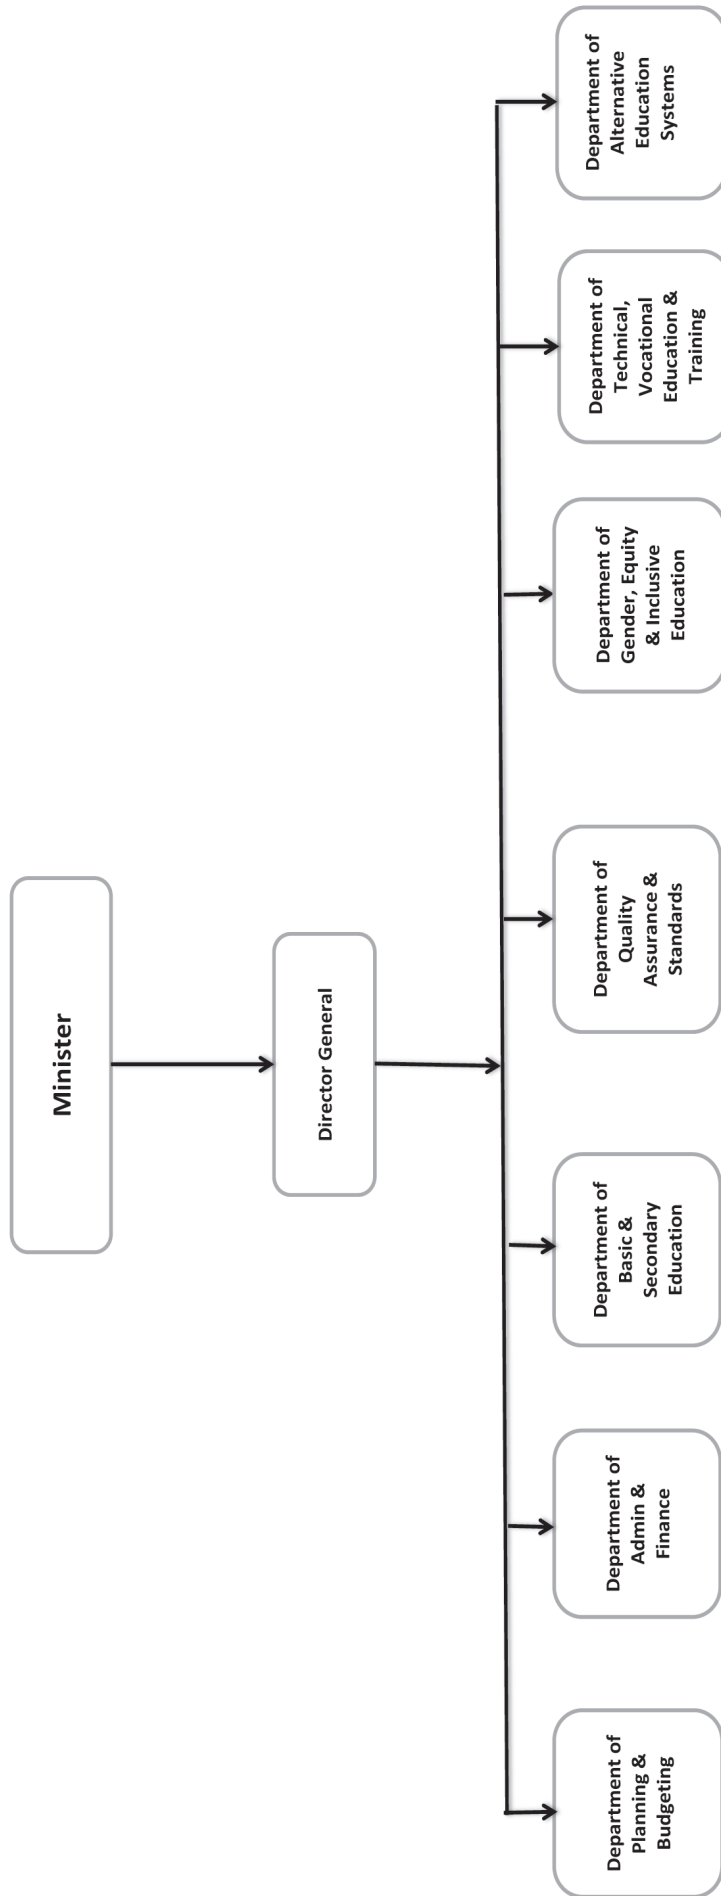 Minister
Director General
Department of
Planning &
Budgeting
Department of
Admin &
Finance
Department of
Basic &
Secondary
Education
Department of
Quality
Assurance &
Standards
Department of
Gender, Equity
& Inclusive
Education
Department of
Technical,
Vocational
Education &
Training
Department of
Alternative
Education
Systems